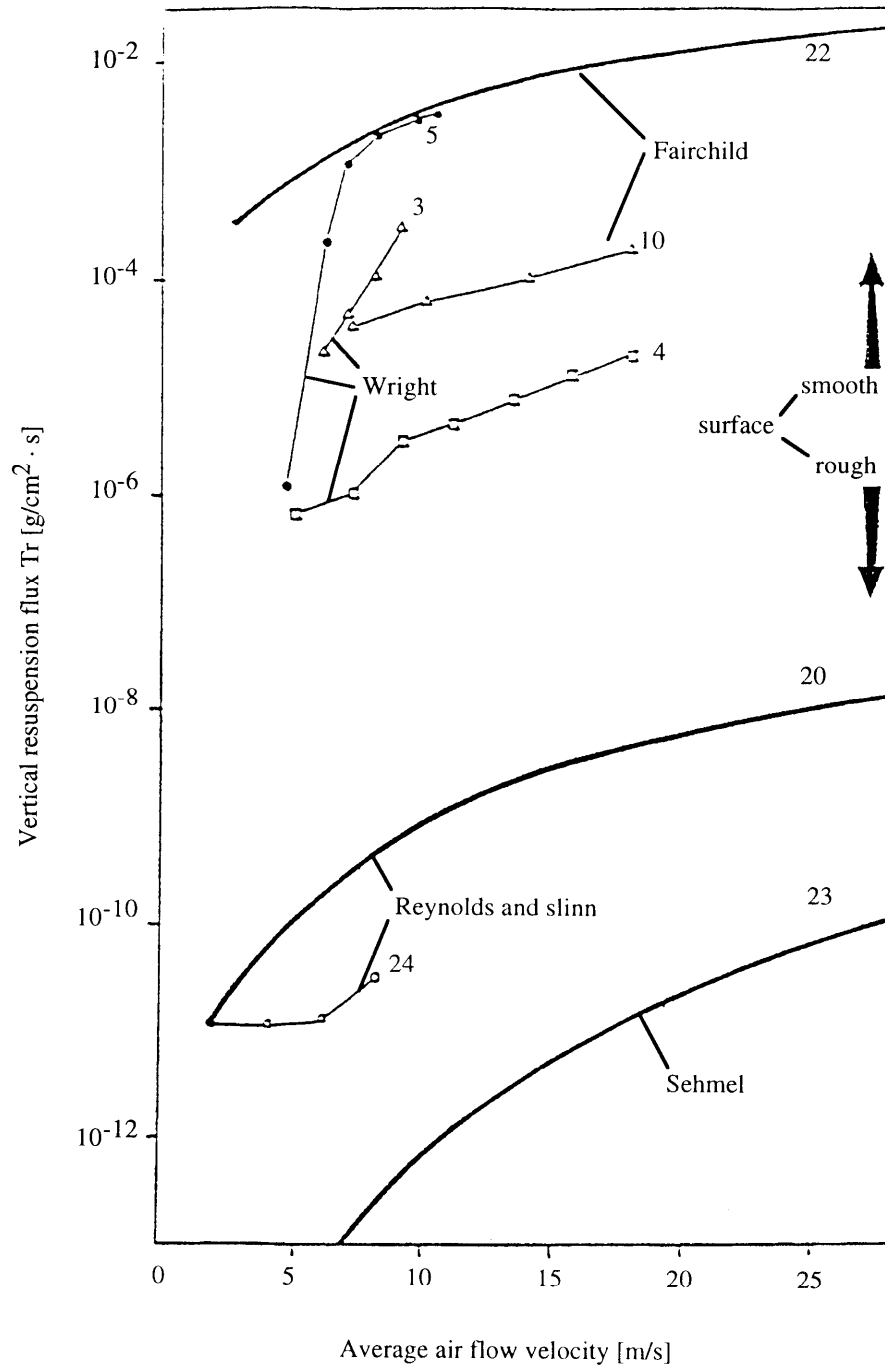 10-2
22
5
Fairchild
3
10
10-4
4
Wright
smooth
surface
rough
10-6
Vertical resuspension flux Tr [g/cm2 · s]
20
10-8
23
10-10
Reynolds and slinn
24
Sehmel
10-12
0 5 10 15 20 25
Average air flow velocity [m/s]